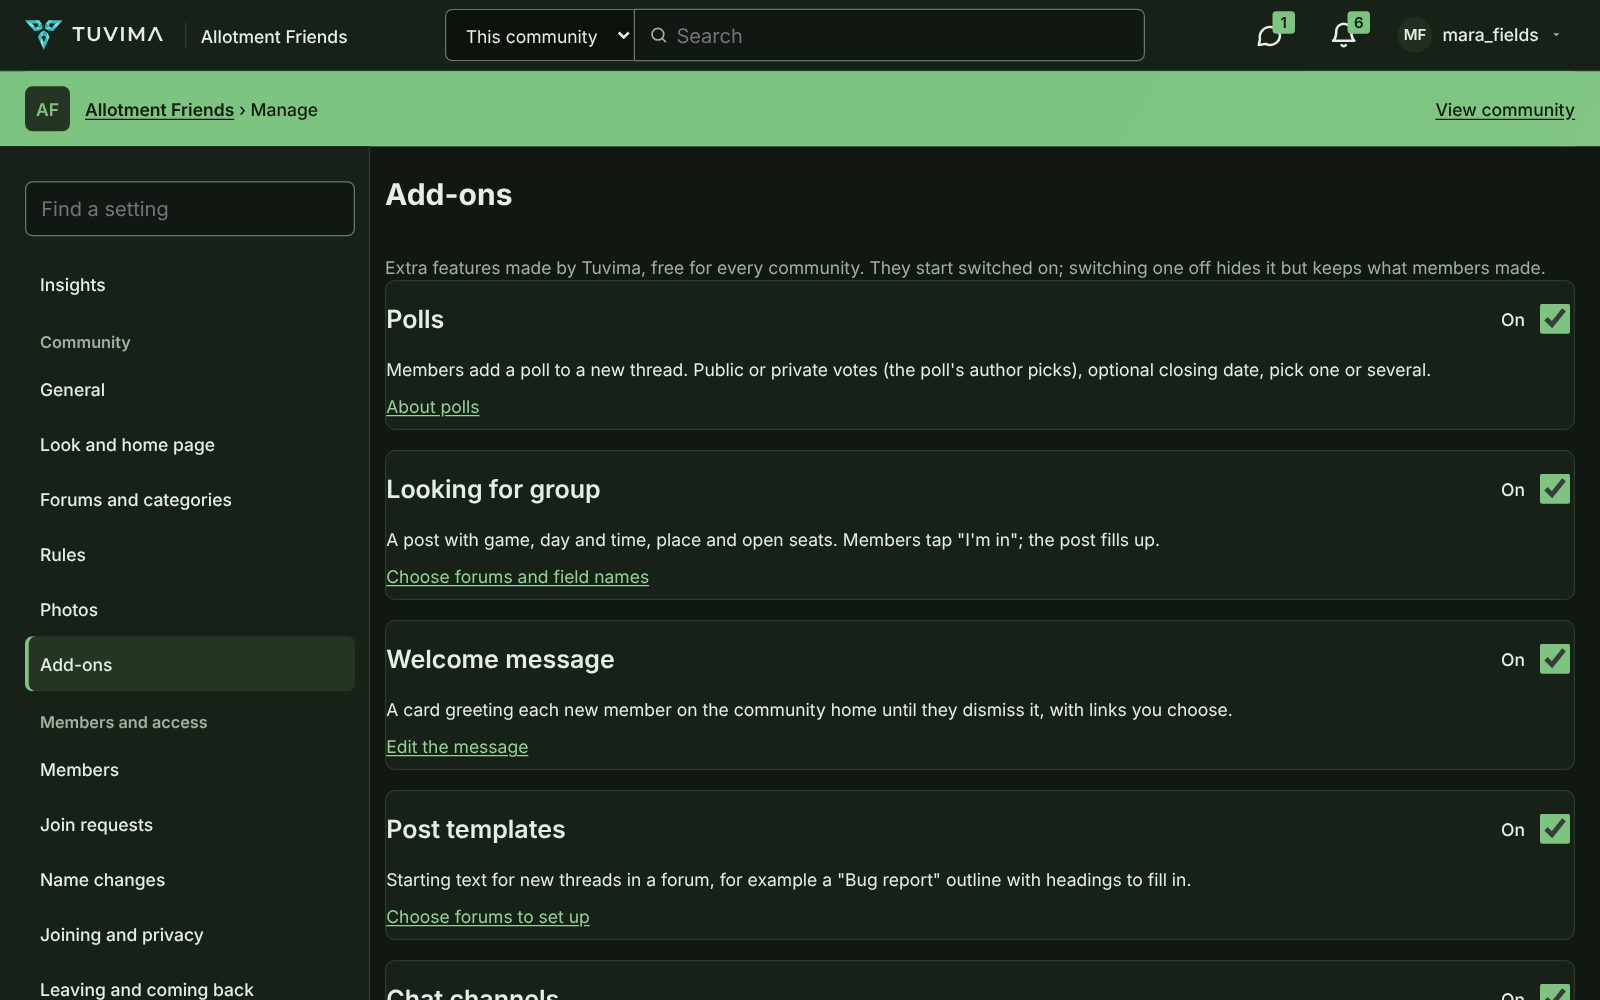 TUVIMA
Allotment Friends
This community
Search
1
6
MF
mara_fields
AF
Allotment Friends › Manage
View community
Find a setting
Insights
Community
General
Look and home page
Forums and categories
Rules
Photos
Add-ons
Members and access
Members
Join requests
Name changes
Joining and privacy
Leaving and coming back
Add-ons
Extra features made by Tuvima, free for every community. They start switched on; switching one off hides it but keeps what members made.
Polls
On
Members add a poll to a new thread. Public or private votes (the poll's author picks), optional closing date, pick one or several.
About polls
Looking for group
On
A post with game, day and time, place and open seats. Members tap "I'm in"; the post fills up.
Choose forums and field names
Welcome message
On
A card greeting each new member on the community home until they dismiss it, with links you choose.
Edit the message
Post templates
On
Starting text for new threads in a forum, for example a "Bug report" outline with headings to fill in.
Choose forums to set up
Chat channels
On